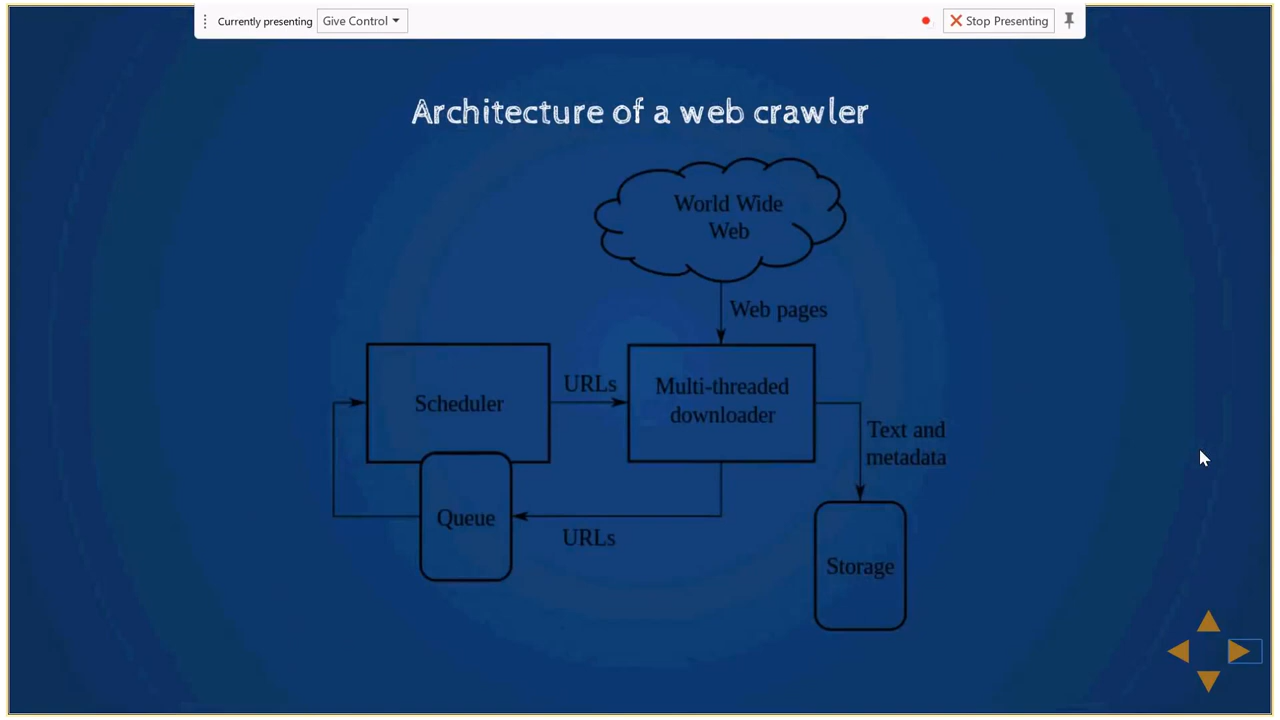 Currently presenting
Give Control
Stop Presenting
Architecture of a web crawler
World Wide
Web
Web pages
Scheduler
URLs
Multi-threaded
downloader
Text and
metadata
Queue
URLs
Storage